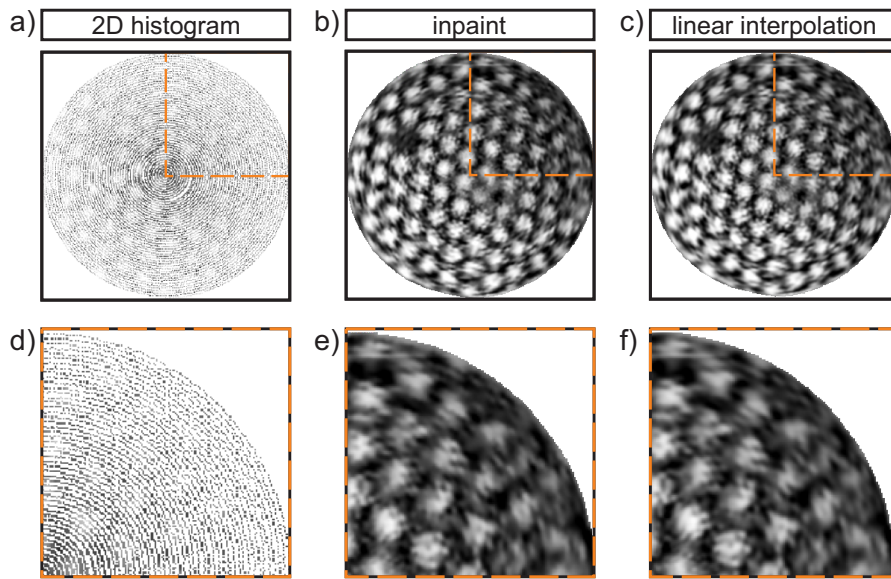 a) 2D histogram b) inpaint c) linear interpolation
d) e) f)